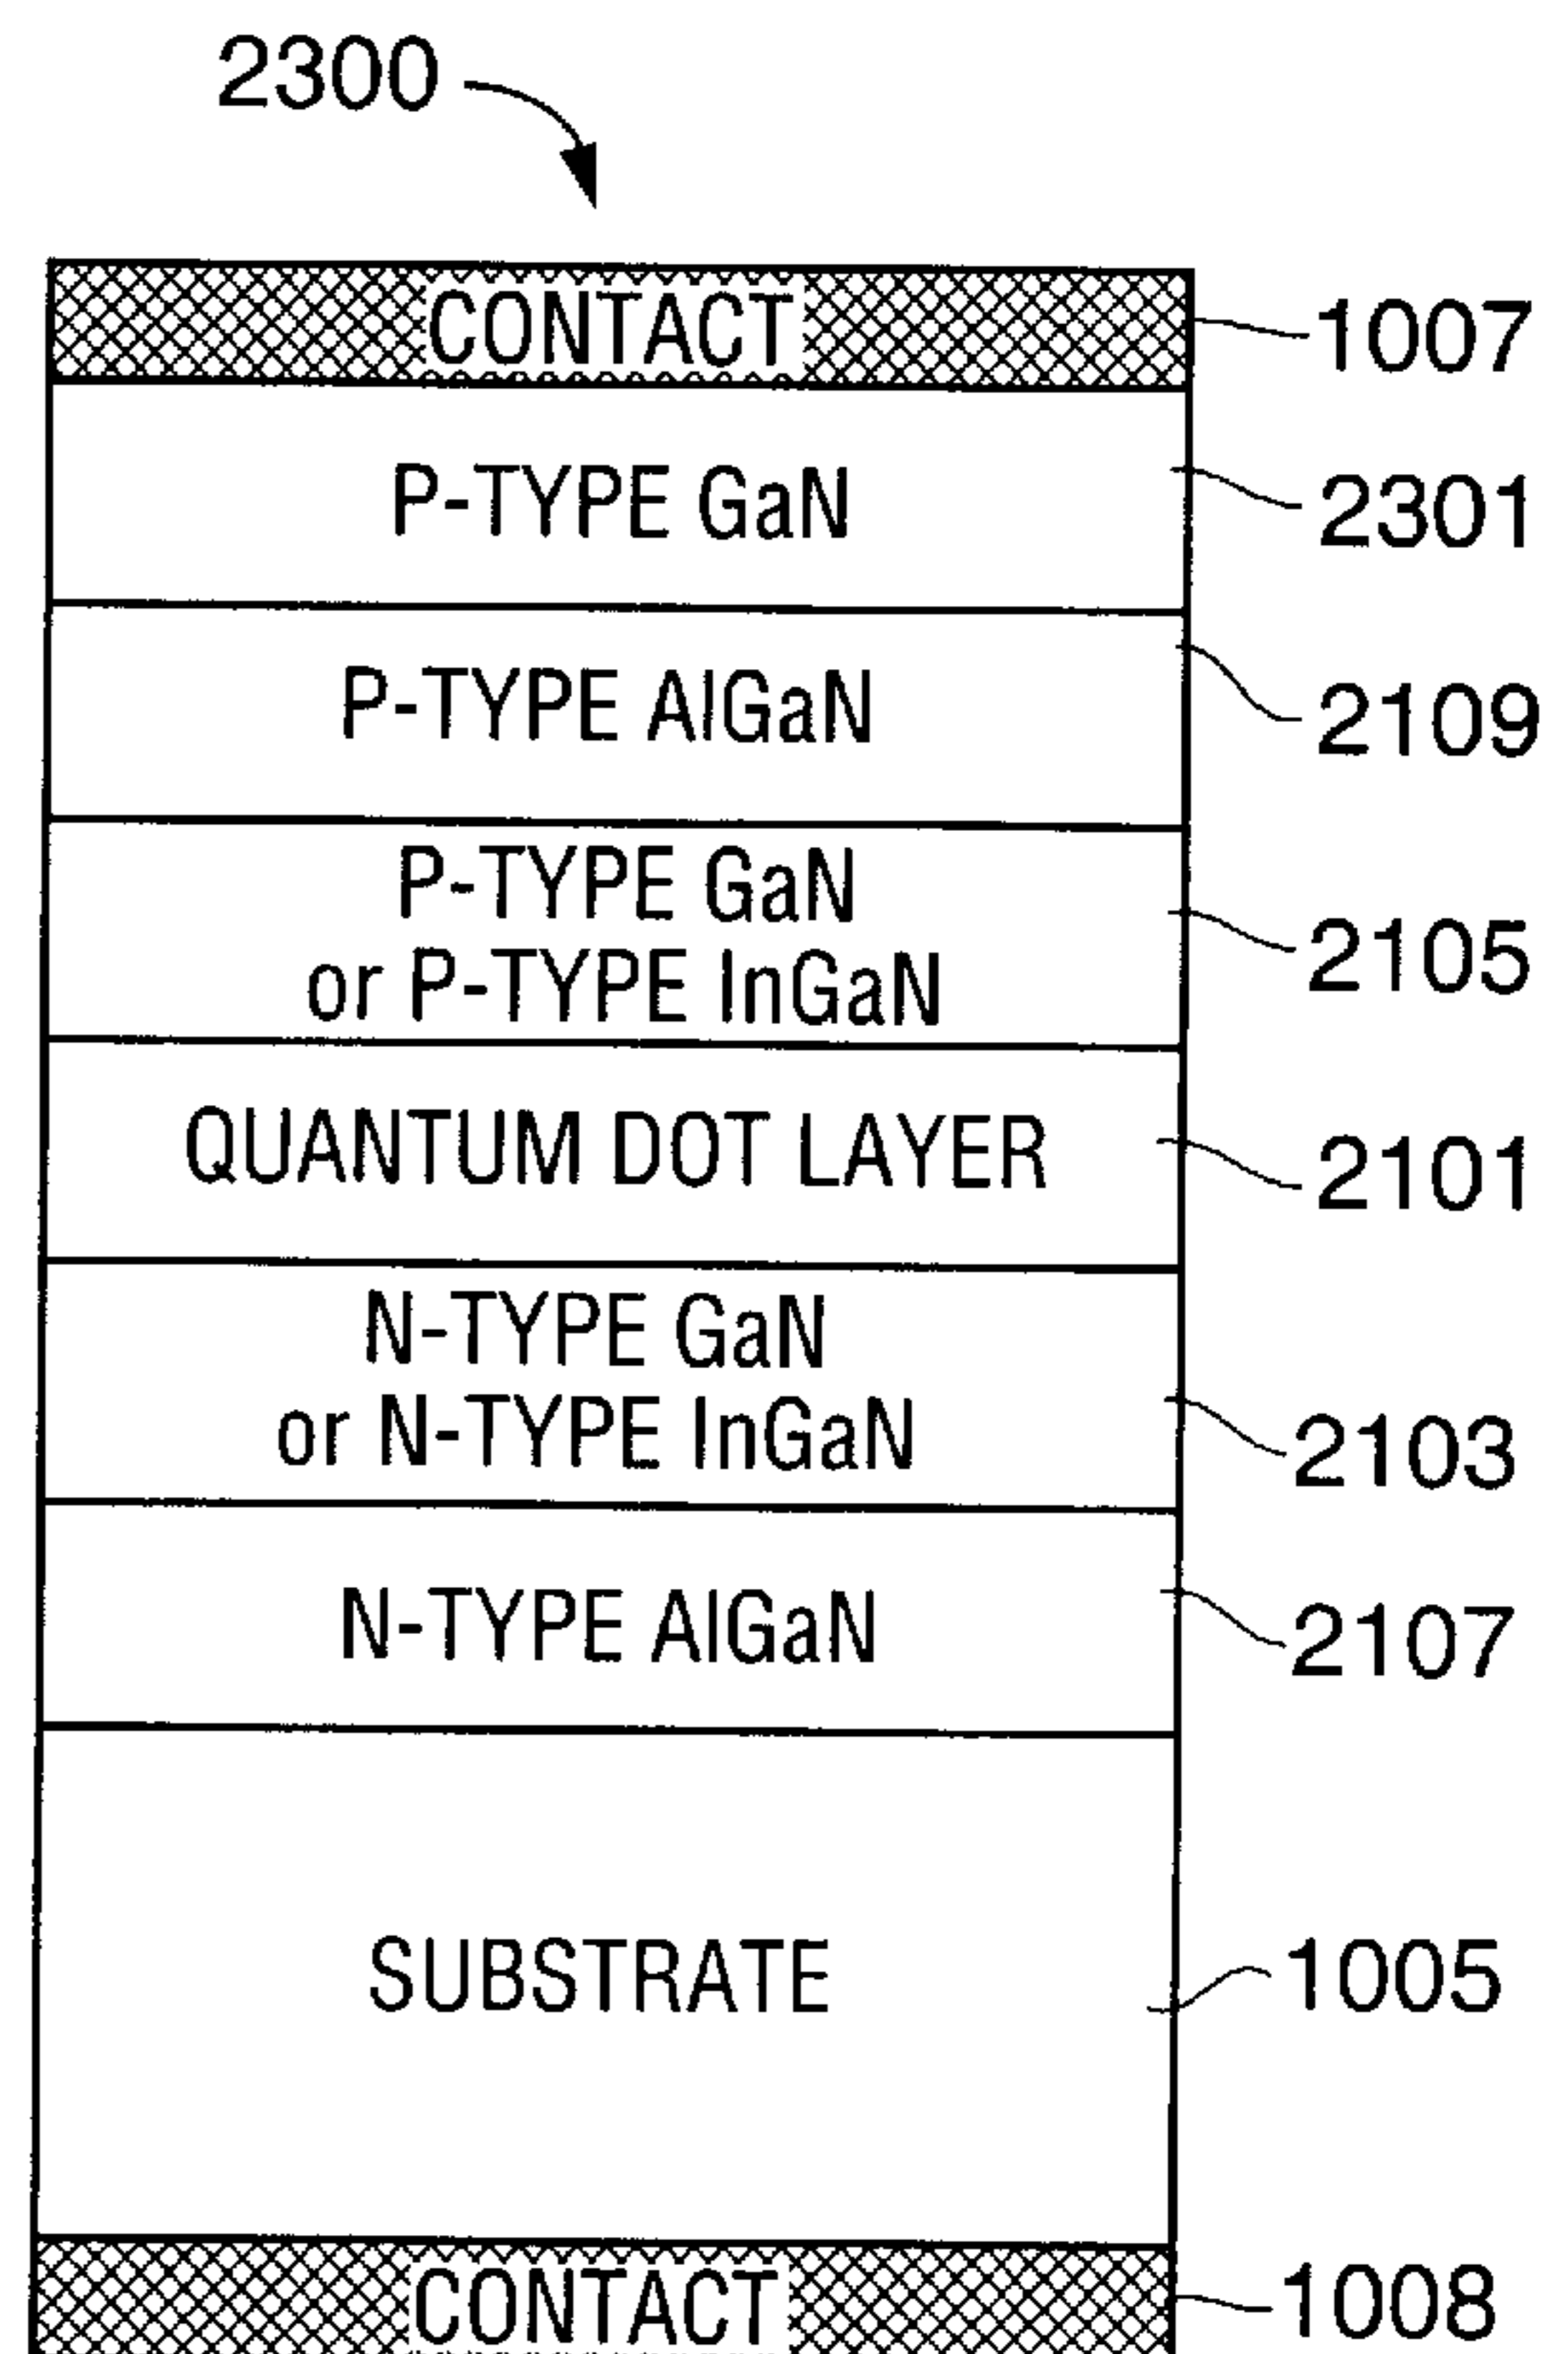 2300
CONTACT
1007
P-TYPE GaN
2301
P-TYPE AlGaN
2109
P-TYPE GaN
or P-TYPE InGaN
2105
QUANTUM DOT LAYER
2101
N-TYPE GaN
or N-TYPE InGaN
2103
N-TYPE AlGaN
2107
SUBSTRATE
1005
CONTACT
1008